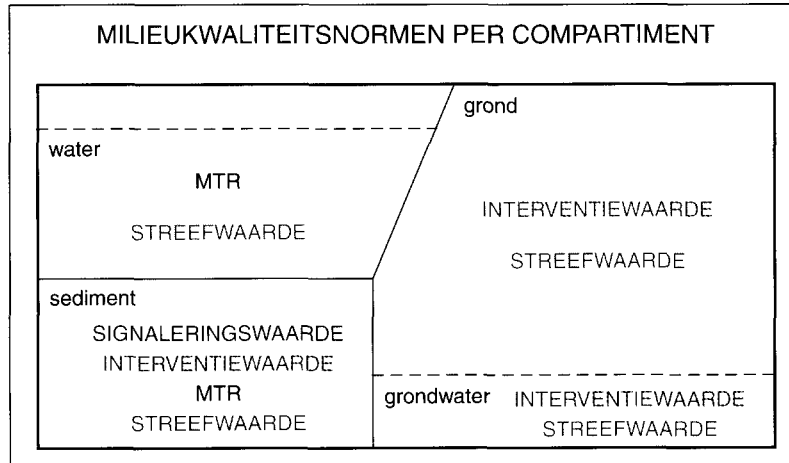 MILIEUKWALITEITSNORMEN PER COMPARTIMENT
water
MTR
STREEFWAARDE
grond
INTERVENTIEWAARDE
STREEFWAARDE
sediment
SIGNALERINGSWAARDE
INTERVENTIEWAARDE
MTR
STREEFWAARDE
grondwater INTERVENTIEWAARDE
STREEFWAARDE